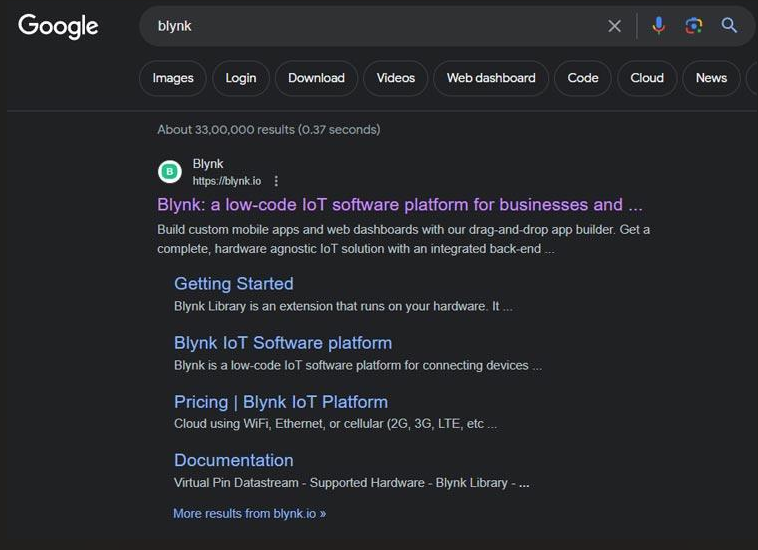 Google
blynk
Images Login Download Videos Web dashboard Code Cloud News
About 33,00,000 results (0.37 seconds)
B
Blynk
https://blynk.io
Blynk: a low-code IoT software platform for businesses and ...
Build custom mobile apps and web dashboards with our drag-and-drop app builder. Get a
complete, hardware agnostic IoT solution with an integrated back-end ...
Getting Started
Blynk Library is an extension that runs on your hardware. It ...
Blynk IoT Software platform
Blynk is a low-code IoT software platform for connecting devices ...
Pricing | Blynk IoT Platform
Cloud using WiFi, Ethernet, or cellular (2G, 3G, LTE, etc ...
Documentation
Virtual Pin Datastream - Supported Hardware - Blynk Library - ...
More results from blynk.io »